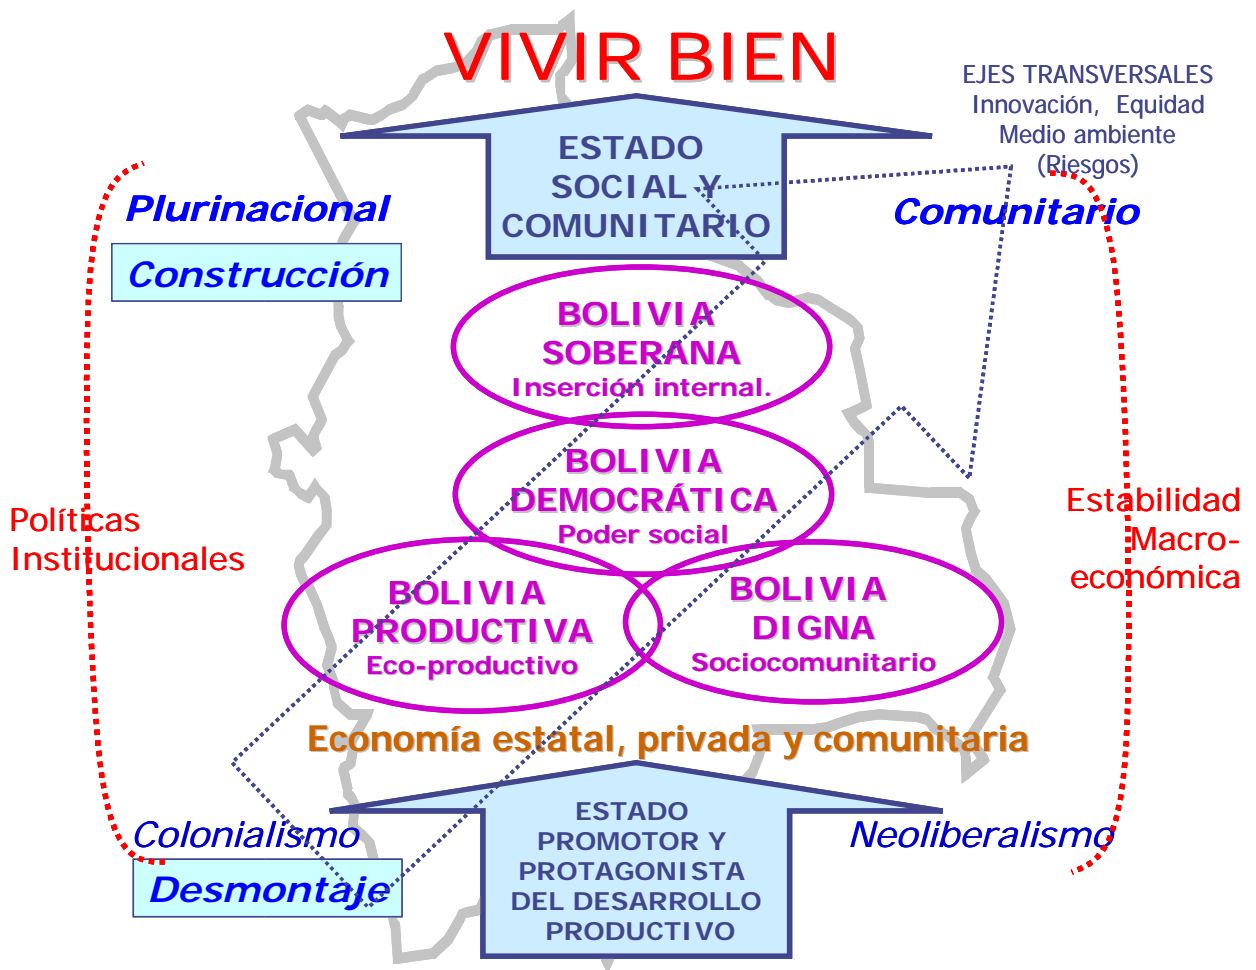 VIVIR BIEN
EJES TRANSVERSALES
Innovación, Equidad
Medio ambiente
(Riesgos)
ESTADO
SOCIAL Y
COMUNITARIO
Plurinacional
Comunitario
Construcción
BOLIVIA
SOBERANA
Inserción internal.
BOLIVIA
DEMOCRÁTICA
Poder social
Políticas
Institucionales
Estabilidad
Macro-
económica
BOLIVIA
PRODUCTIVA
Eco-productivo
BOLIVIA
DIGNA
Sociocomunitario
Economía estatal, privada y comunitaria
Colonialismo
Neoliberalismo
Desmontaje
ESTADO
PROMOTOR Y
PROTAGONISTA
DEL DESARROLLO
PRODUCTIVO